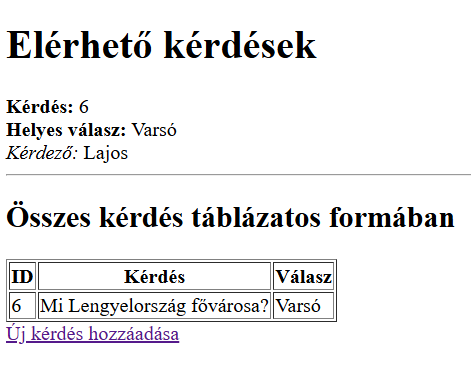 Elérhető kérdések
Kérdés: 6
Helyes válasz: Varsó
Kérdező: Lajos
Összes kérdés táblázatos formában
ID Kérdés Válasz
6 Mi Lengyelország fővárosa? Varsó
Új kérdés hozzáadása